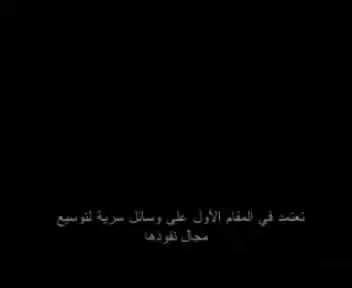 تعتمد في المقام الأول على وسائل سرية لتوسيع
مجال نفوذها